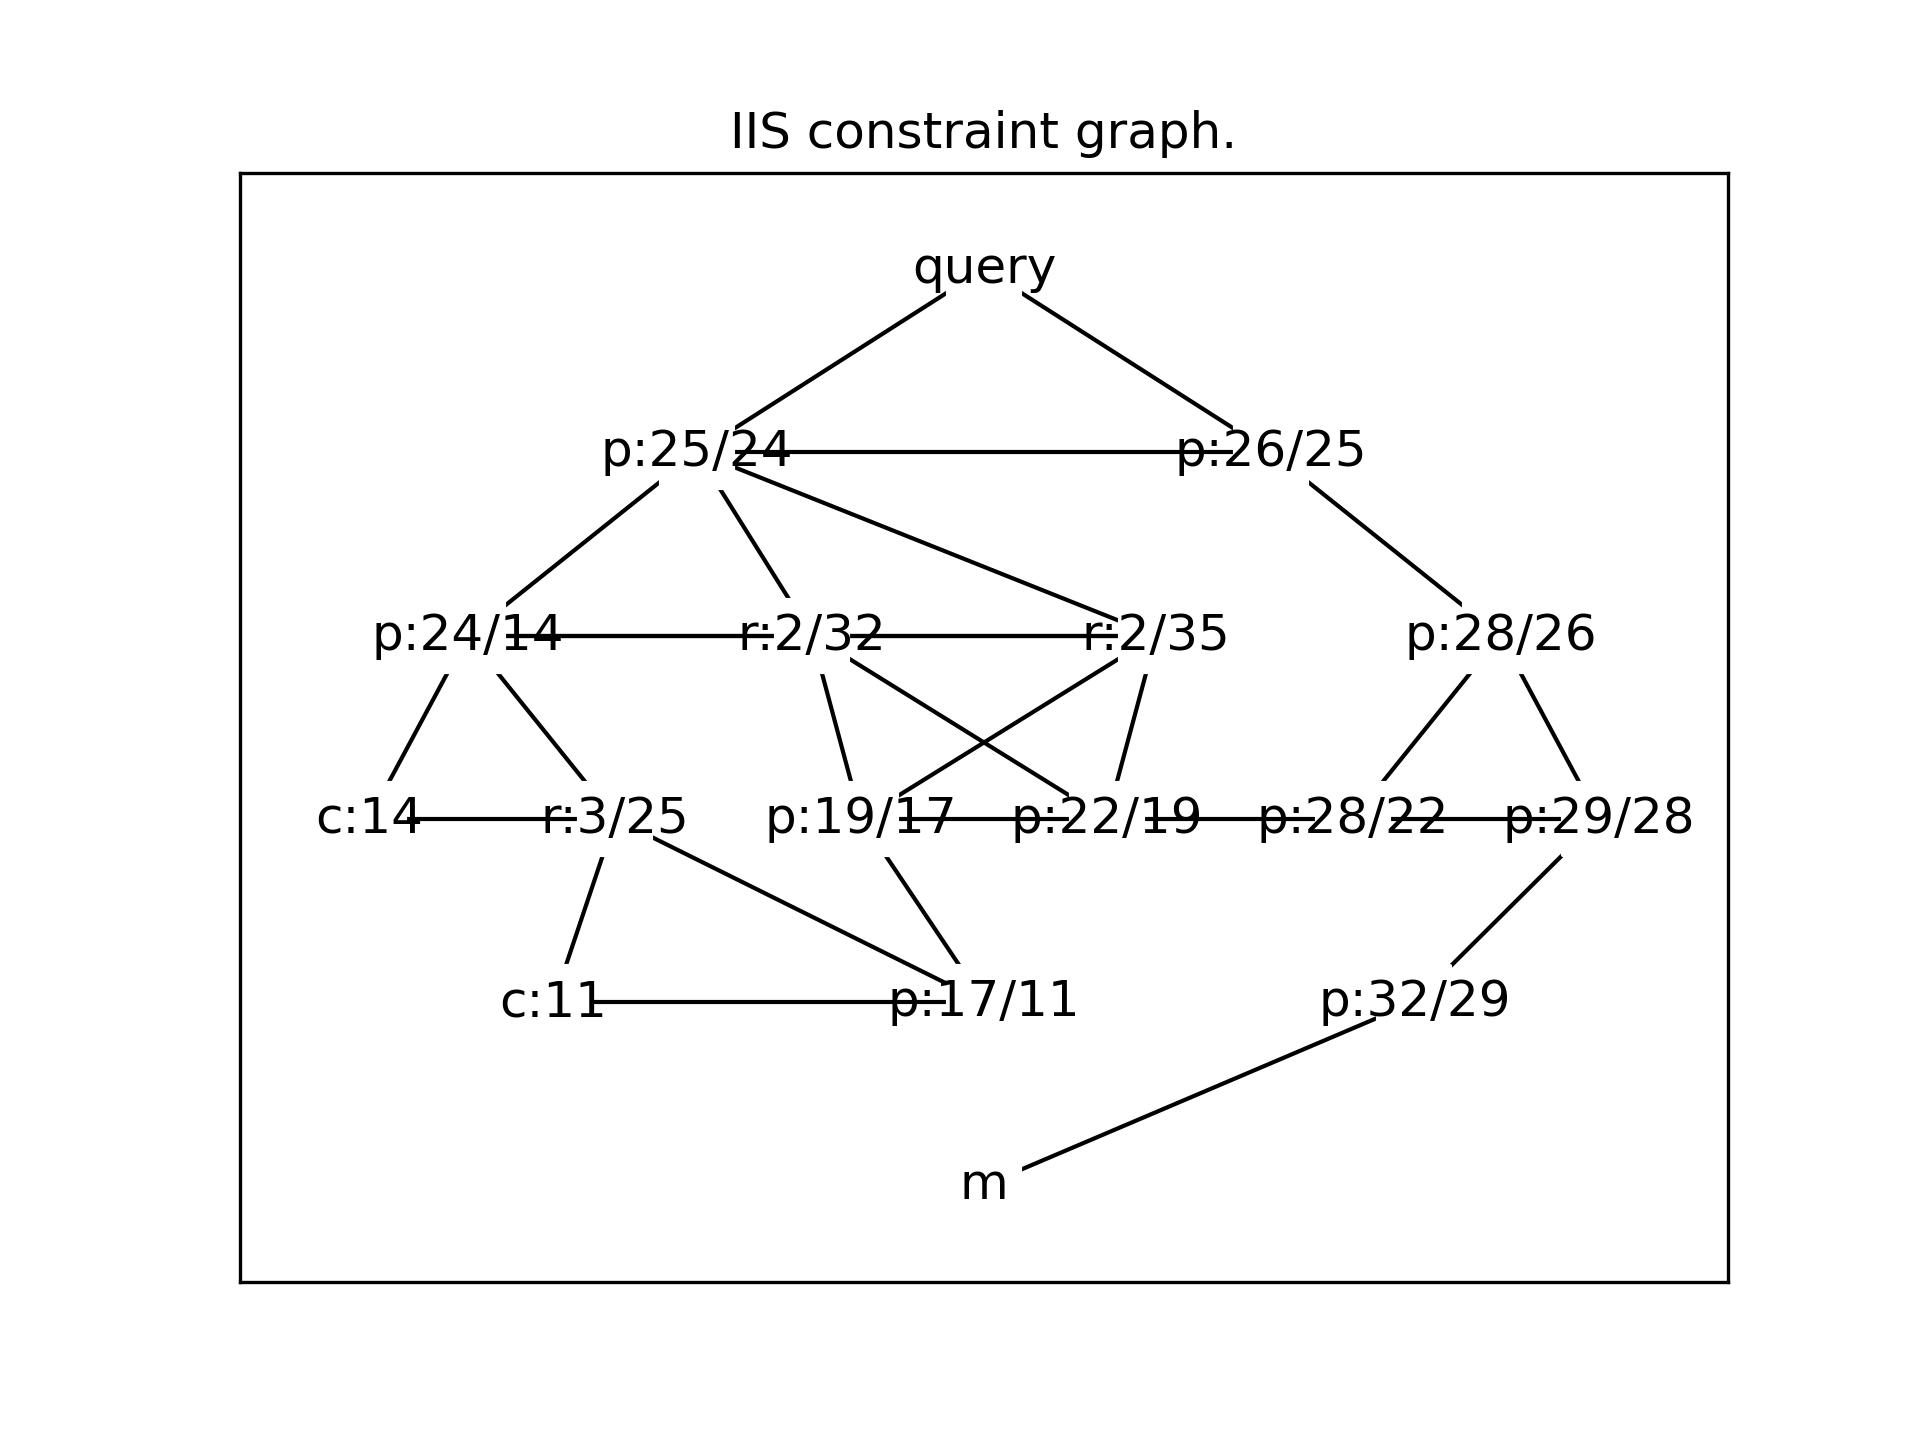 IIS constraint graph.
query
p:25/24 p:26/25
p:24/14 r:2/32 r:2/35 p:28/26
c:14 r:3/25 p:19/17 p:22/19 p:28/22 p:29/28
c:11 p:17/11 p:32/29
m